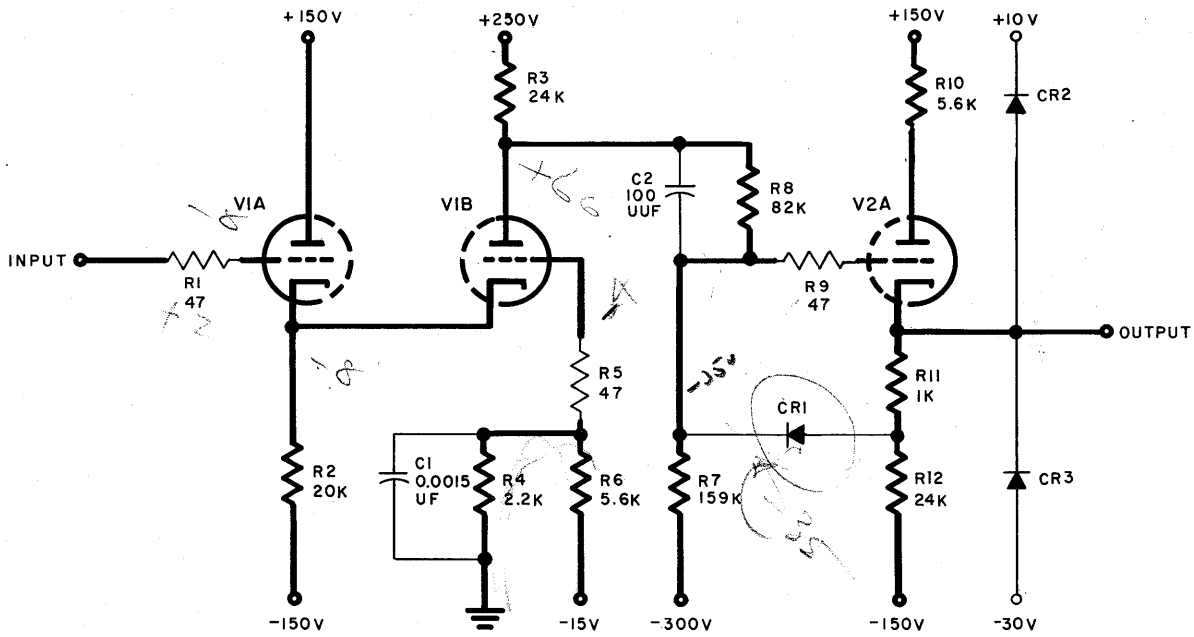 +150V
+250V
+150V
+10V
R3
24K
R10
5.6K
CR2
C2
100
UUF
R8
82K
V1A
V1B
V2A
+66
INPUT
R1
47
R9
47
OUTPUT
R5
47
R11
1K
CR1
C1
0.0015
UF
R2
20K
R4
2.2K
R6
5.6K
R7
159K
R12
24K
CR3
-150V
-15V
-300V
-150V
-30V